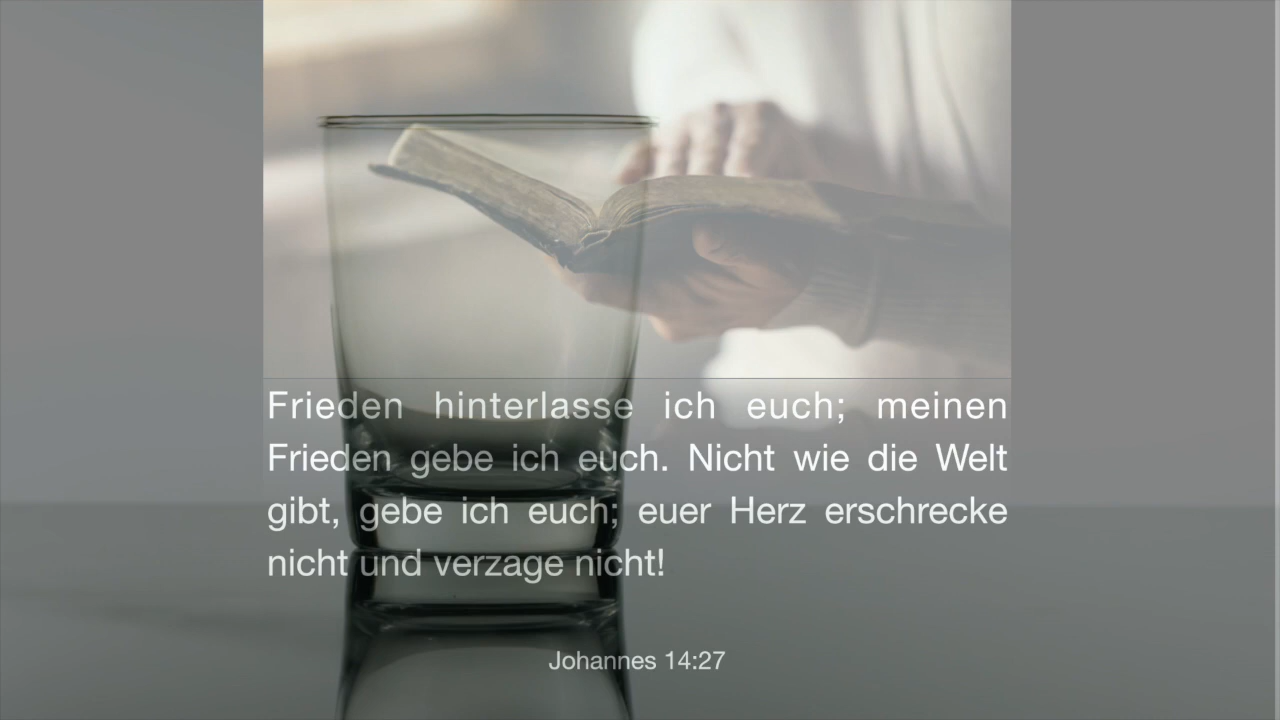 Frieden hinterlasse ich euch; meinen
Frieden gebe ich euch. Nicht wie die Welt
gibt, gebe ich euch; euer Herz erschrecke
nicht und verzage nicht!
Johannes 14:27